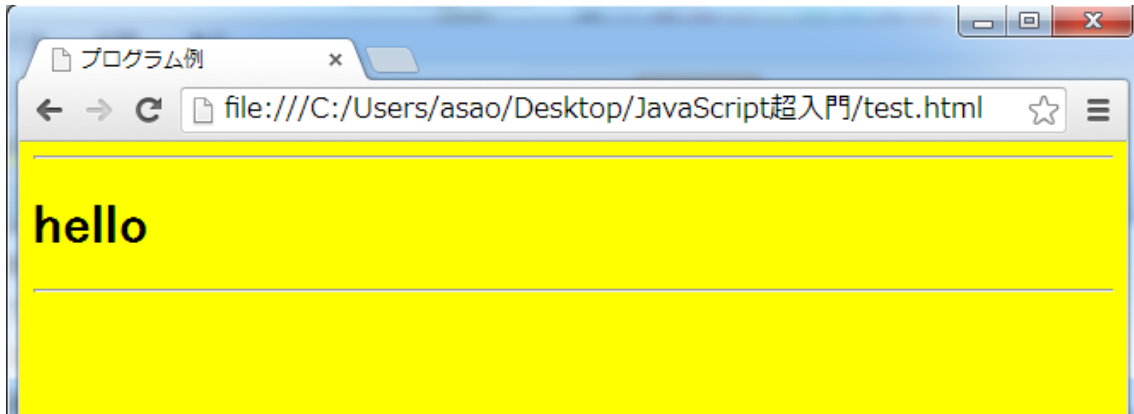 プログラム例
file:///C:/Users/asao/Desktop/JavaScript超入門/test.html
hello